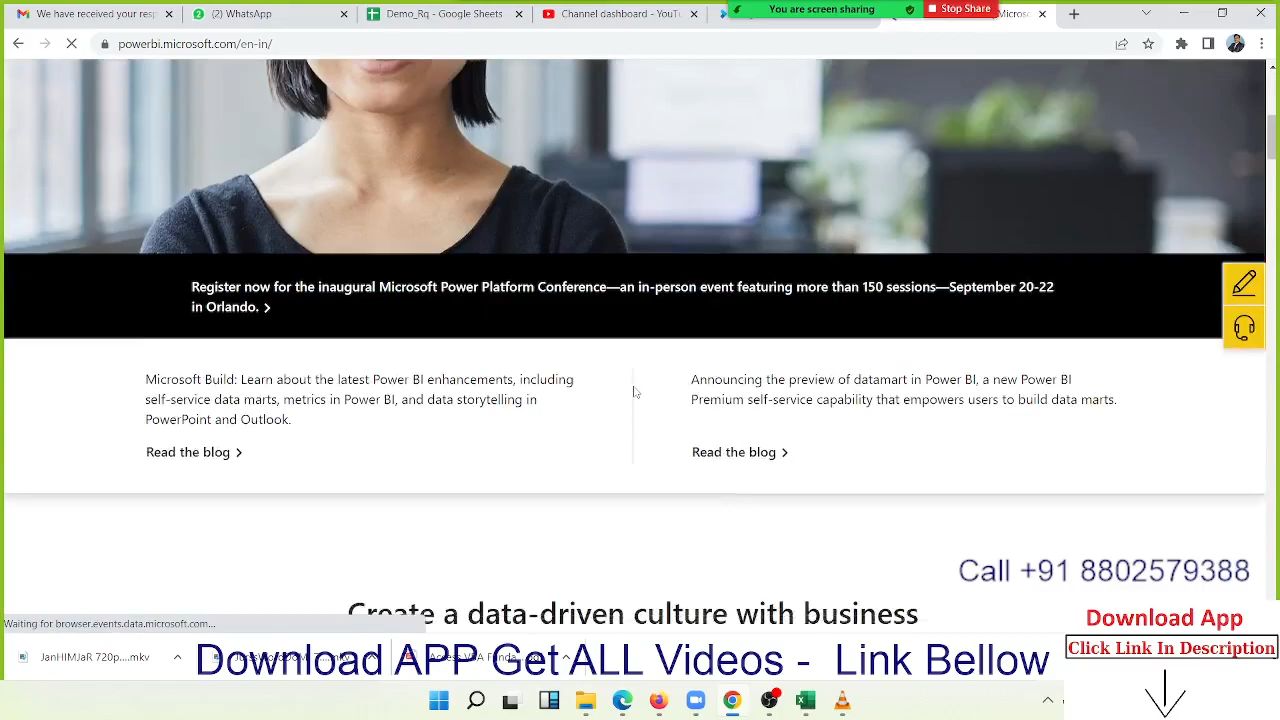 We have received your resp
(2) WhatsApp
Demo_Rq - Google Sheets
Channel dashboard - YouTu
You are screen sharing
Stop Share
Micros
powerbi.microsoft.com/en-in/
Register now for the inaugural Microsoft Power Platform Conference—an in-person event featuring more than 150 sessions—September 20-22
in Orlando.
Microsoft Build: Learn about the latest Power BI enhancements, including
self-service data marts, metrics in Power BI, and data storytelling in
PowerPoint and Outlook.
Read the blog
Announcing the preview of datamart in Power BI, a new Power BI
Premium self-service capability that empowers users to build data marts.
Read the blog
Call +91 8802579388
Create a data-driven culture with business
Download App
Waiting for browser.events.data.microsoft.com...
Click Link In Description
JanHIMJaR 720p....mkv
Download APP Get ALL Videos - Link Bellow